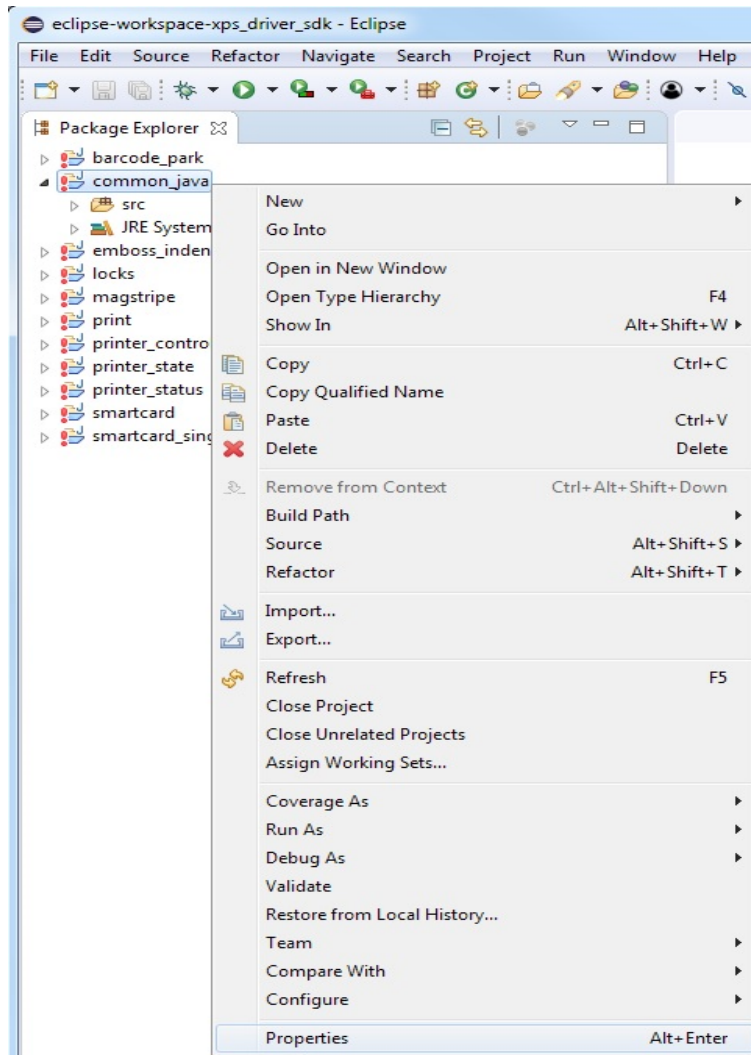 eclipse-workspace-xps_driver_sdk - Eclipse
File Edit Source Refactor Navigate Search Project Run Window Help
Package Explorer
barcode_park
common_java
src
JRE System
emboss_inden
locks
magstripe
print
printer_contro
printer_state
printer_status
smartcard
smartcard_sing
New
Go Into
Open in New Window
Open Type Hierarchy F4
Show In Alt+Shift+W
Copy Ctrl+C
Copy Qualified Name
Paste Ctrl+V
Delete Delete
Remove from Context Ctrl+Alt+Shift+Down
Build Path
Source Alt+Shift+S
Refactor Alt+Shift+T
Import...
Export...
Refresh F5
Close Project
Close Unrelated Projects
Assign Working Sets...
Coverage As
Run As
Debug As
Validate
Restore from Local History...
Team
Compare With
Configure
Properties Alt+Enter